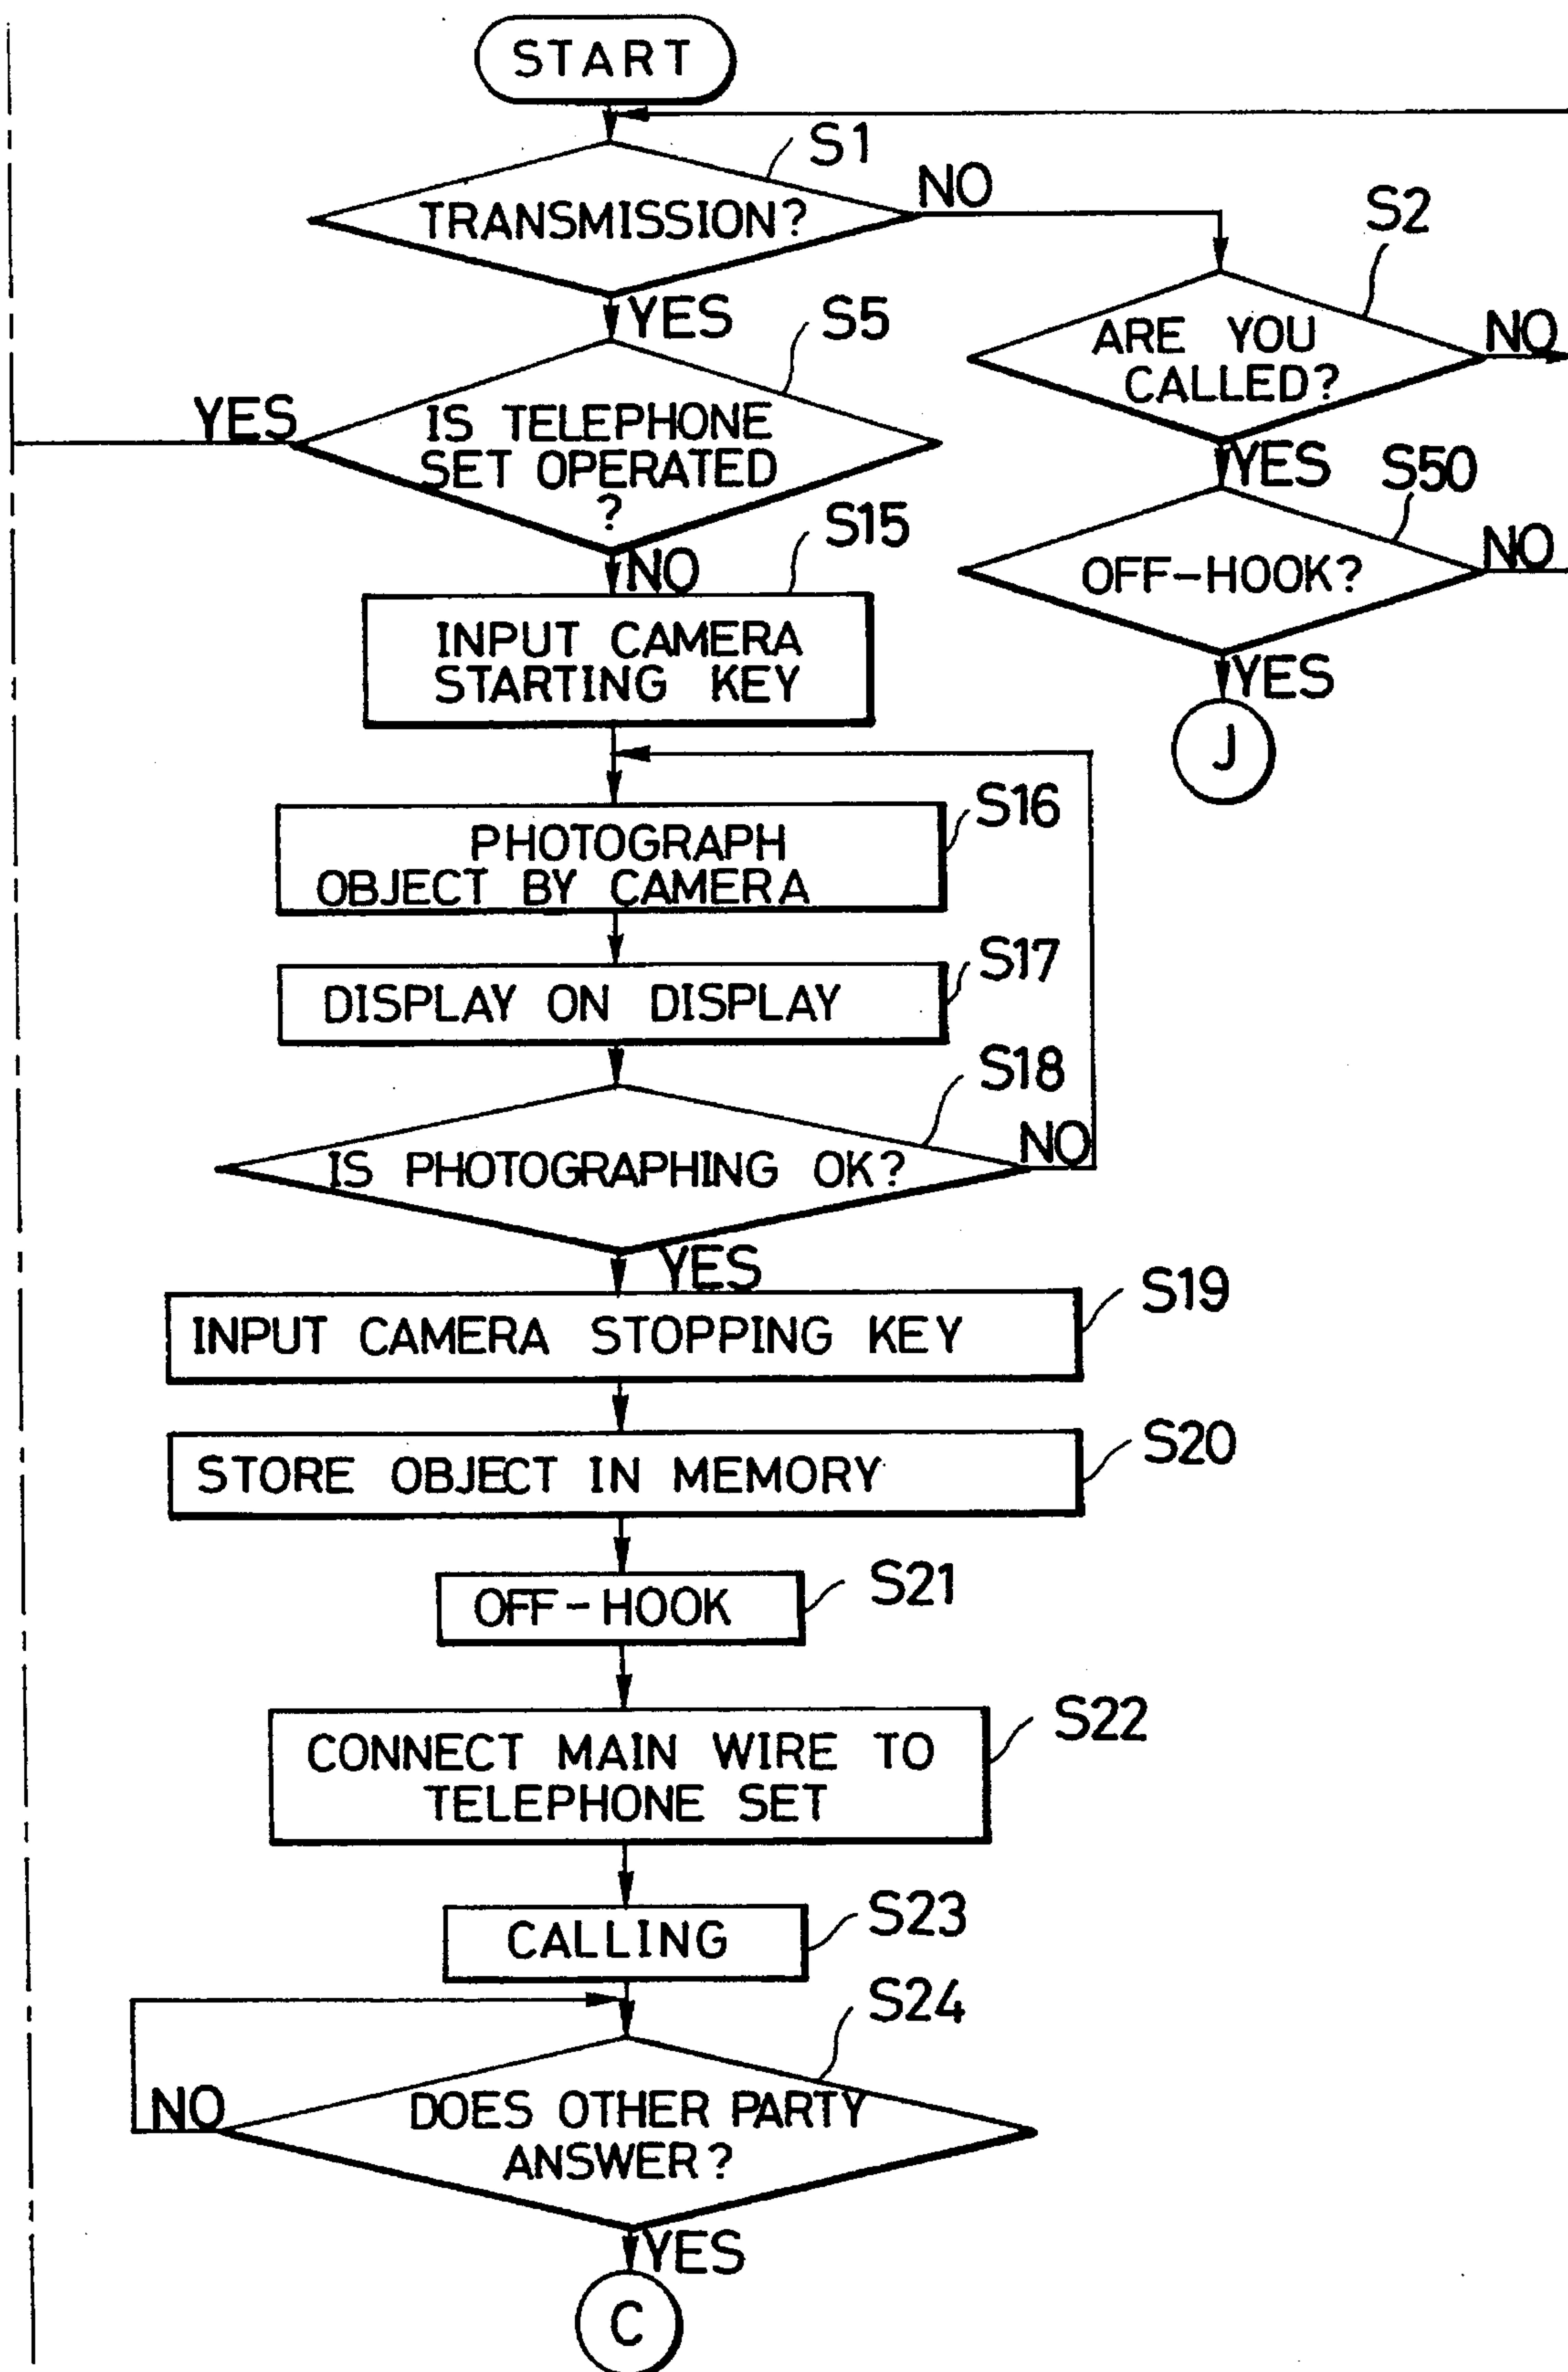 START
S1
TRANSMISSION?
NO
S2
YES
S5
ARE YOU
CALLED?
NO
YES
IS TELEPHONE
SET OPERATED
?
YES
S50
S15
NO
OFF-HOOK?
NO
INPUT CAMERA
STARTING KEY
YES
J
S16
PHOTOGRAPH
OBJECT BY CAMERA
S17
DISPLAY ON DISPLAY
S18
IS PHOTOGRAPHING OK?
NO
YES
S19
INPUT CAMERA STOPPING KEY
S20
STORE OBJECT IN MEMORY
S21
OFF-HOOK
S22
CONNECT MAIN WIRE TO
TELEPHONE SET
S23
CALLING
S24
NO
DOES OTHER PARTY
ANSWER?
YES
C